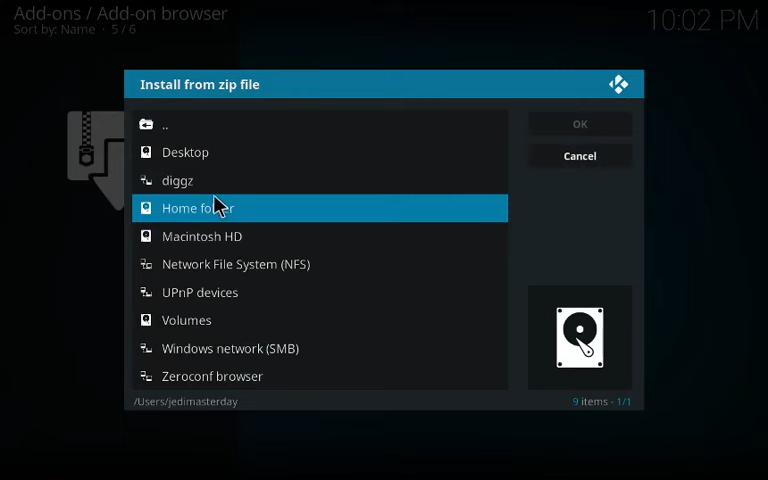 Add-ons / Add-on browser
Sort by: Name · 5 / 6
10:02 PM
Install from zip file
..
Desktop
diggz
Home folder
Macintosh HD
Network File System (NFS)
UPnP devices
Volumes
Windows network (SMB)
Zeroconf browser
OK
Cancel
/Users/jedimasterday
9 items - 1/1